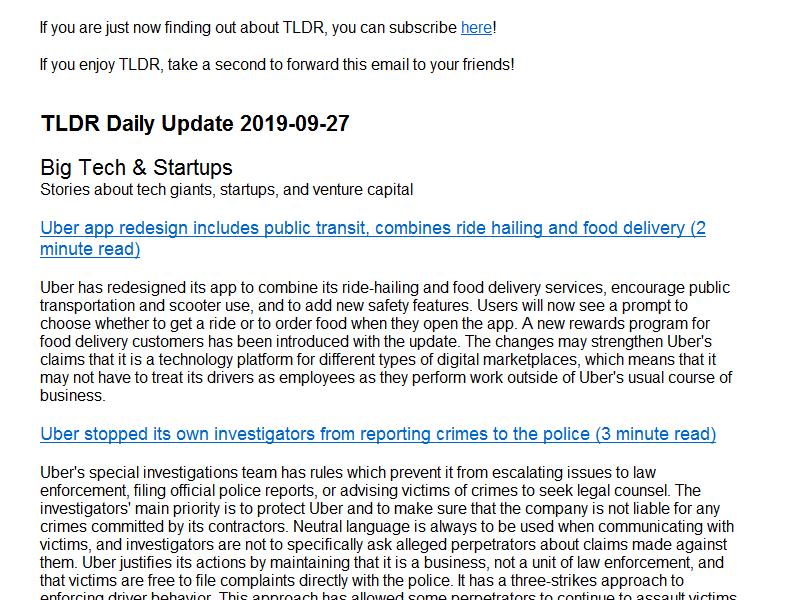 If you are just now finding out about TLDR, you can subscribe here!
If you enjoy TLDR, take a second to forward this email to your friends!
TLDR Daily Update 2019-09-27
Big Tech & Startups
Stories about tech giants, startups, and venture capital
Uber app redesign includes public transit, combines ride hailing and food delivery (2
minute read)
Uber has redesigned its app to combine its ride-hailing and food delivery services, encourage public
transportation and scooter use, and to add new safety features. Users will now see a prompt to
choose whether to get a ride or to order food when they open the app. A new rewards program for
food delivery customers has been introduced with the update. The changes may strengthen Uber's
claims that it is a technology platform for different types of digital marketplaces, which means that it
may not have to treat its drivers as employees as they perform work outside of Uber's usual course of
business.
Uber stopped its own investigators from reporting crimes to the police (3 minute read)
Uber's special investigations team has rules which prevent it from escalating issues to law
enforcement, filing official police reports, or advising victims of crimes to seek legal counsel. The
investigators' main priority is to protect Uber and to make sure that the company is not liable for any
crimes committed by its contractors. Neutral language is always to be used when communicating with
victims, and investigators are not to specifically ask alleged perpetrators about claims made against
them. Uber justifies its actions by maintaining that it is a business, not a unit of law enforcement, and
that victims are free to file complaints directly with the police. It has a three-strikes approach to
enforcing driver behavior. This approach has allowed some perpetrators to continue to assault victims